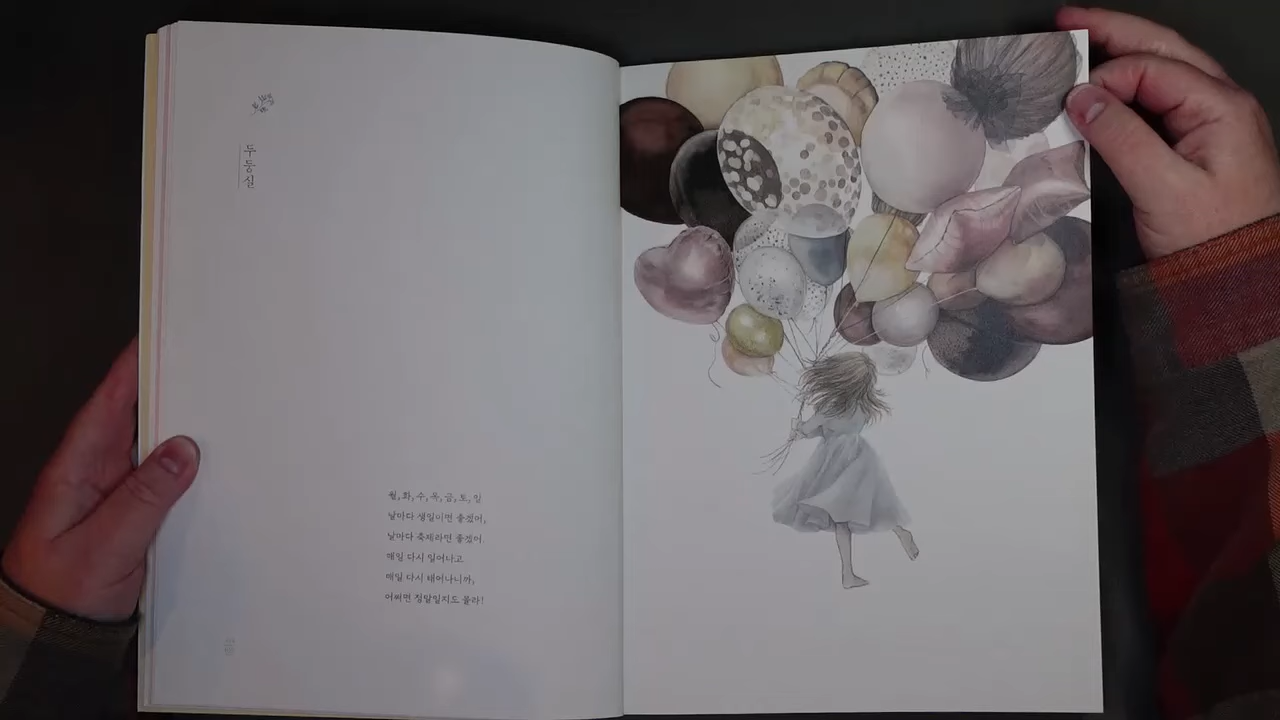 두둥실
월, 화, 수, 목, 금, 토, 일
날마다 생일이면 좋겠어,
날마다 축제라면 좋겠어.
매일 다시 일어나고
매일 다시 태어나니까,
어쩌면 정말일지도 몰라!